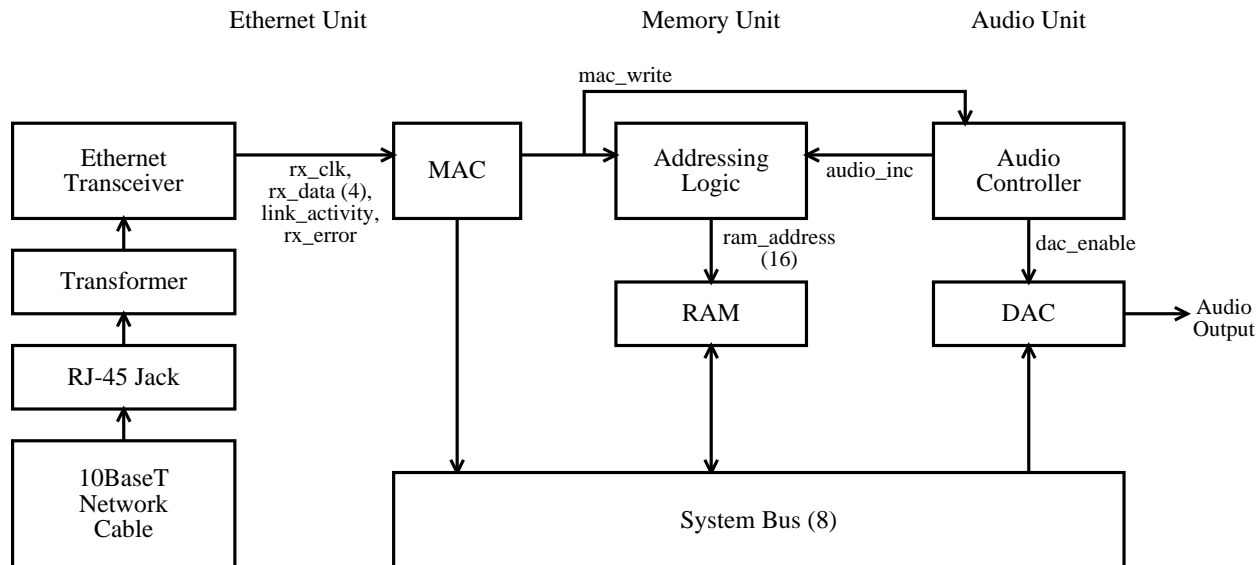 Ethernet Unit
Memory Unit
Audio Unit
mac_write
Ethernet
Transceiver
rx_clk,
rx_data (4),
link_activity,
rx_error
MAC
Addressing
Logic
audio_inc
Audio
Controller
ram_address
(16)
dac_enable
Transformer
RAM
DAC
Audio
Output
RJ-45 Jack
10BaseT
Network
Cable
System Bus (8)